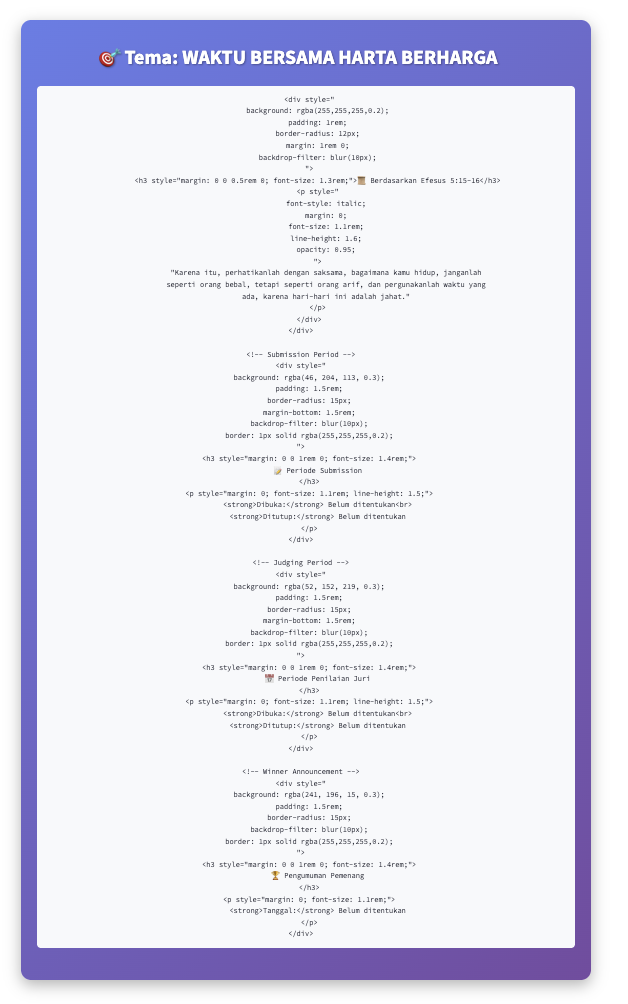 🎯 Tema: WAKTU BERSAMA HARTA BERHARGA
<div style="
background: rgba(255,255,255,0.2);
padding: 1rem;
border-radius: 12px;
margin: 1rem 0;
backdrop-filter: blur(10px);
">
<h3 style="margin: 0 0 0.5rem 0; font-size: 1.3rem;">📜 Berdasarkan Efesus 5:15-16</h3>
<p style="
font-style: italic;
margin: 0;
font-size: 1.1rem;
line-height: 1.6;
opacity: 0.95;
">
"Karena itu, perhatikanlah dengan saksama, bagaimana kamu hidup, janganlah
seperti orang bebal, tetapi seperti orang arif, dan pergunakanlah waktu yang
ada, karena hari-hari ini adalah jahat."
</p>
</div>
</div>
<!-- Submission Period -->
<div style="
background: rgba(46, 204, 113, 0.3);
padding: 1.5rem;
border-radius: 15px;
margin-bottom: 1.5rem;
backdrop-filter: blur(10px);
border: 1px solid rgba(255,255,255,0.2);
">
<h3 style="margin: 0 0 1rem 0; font-size: 1.4rem;">
📝 Periode Submission
</h3>
<p style="margin: 0; font-size: 1.1rem; line-height: 1.5;">
<strong>Dibuka:</strong> Belum ditentukan<br>
<strong>Ditutup:</strong> Belum ditentukan
</p>
</div>
<!-- Judging Period -->
<div style="
background: rgba(52, 152, 219, 0.3);
padding: 1.5rem;
border-radius: 15px;
margin-bottom: 1.5rem;
backdrop-filter: blur(10px);
border: 1px solid rgba(255,255,255,0.2);
">
<h3 style="margin: 0 0 1rem 0; font-size: 1.4rem;">
📅 Periode Penilaian Juri
</h3>
<p style="margin: 0; font-size: 1.1rem; line-height: 1.5;">
<strong>Dibuka:</strong> Belum ditentukan<br>
<strong>Ditutup:</strong> Belum ditentukan
</p>
</div>
<!-- Winner Announcement -->
<div style="
background: rgba(241, 196, 15, 0.3);
padding: 1.5rem;
border-radius: 15px;
backdrop-filter: blur(10px);
border: 1px solid rgba(255,255,255,0.2);
">
<h3 style="margin: 0 0 1rem 0; font-size: 1.4rem;">
🏆 Pengumuman Pemenang
</h3>
<p style="margin: 0; font-size: 1.1rem;">
<strong>Tanggal:</strong> Belum ditentukan
</p>
</div>